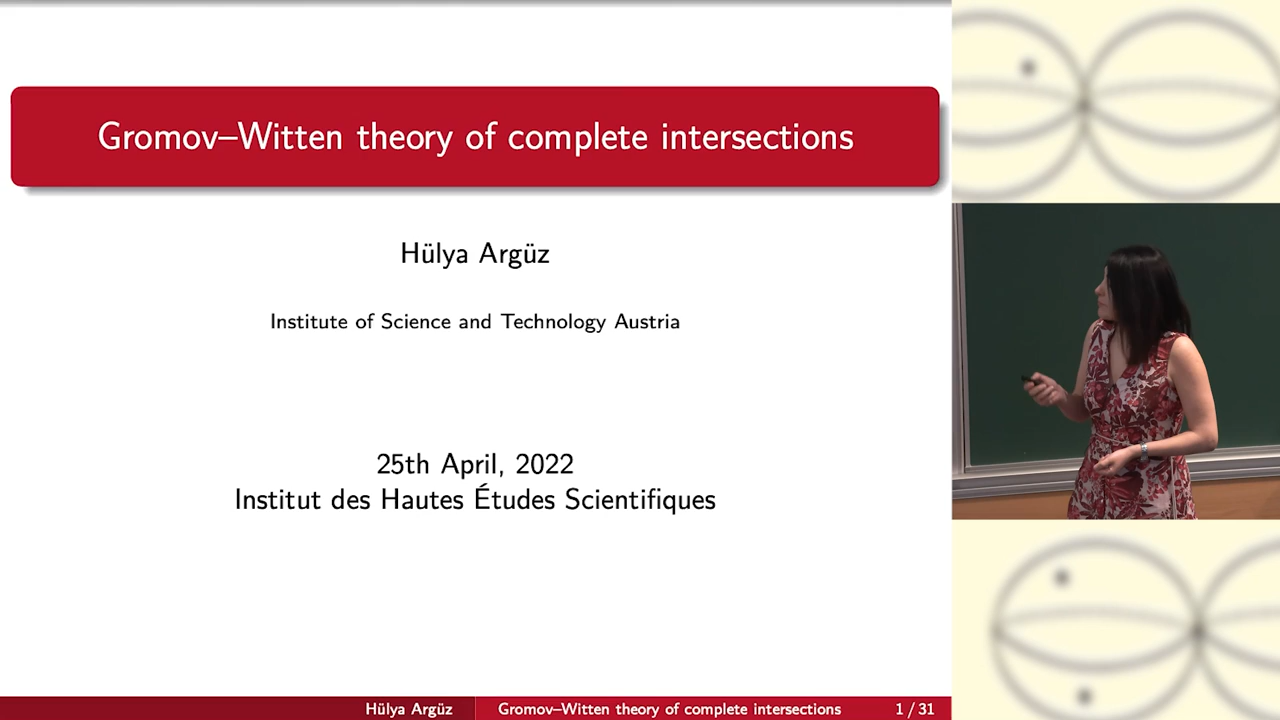 Gromov–Witten theory of complete intersections
Hülya Argüz
Institute of Science and Technology Austria
25th April, 2022
Institut des Hautes Études Scientifiques
Hülya Argüz
Gromov–Witten theory of complete intersections
1 / 31